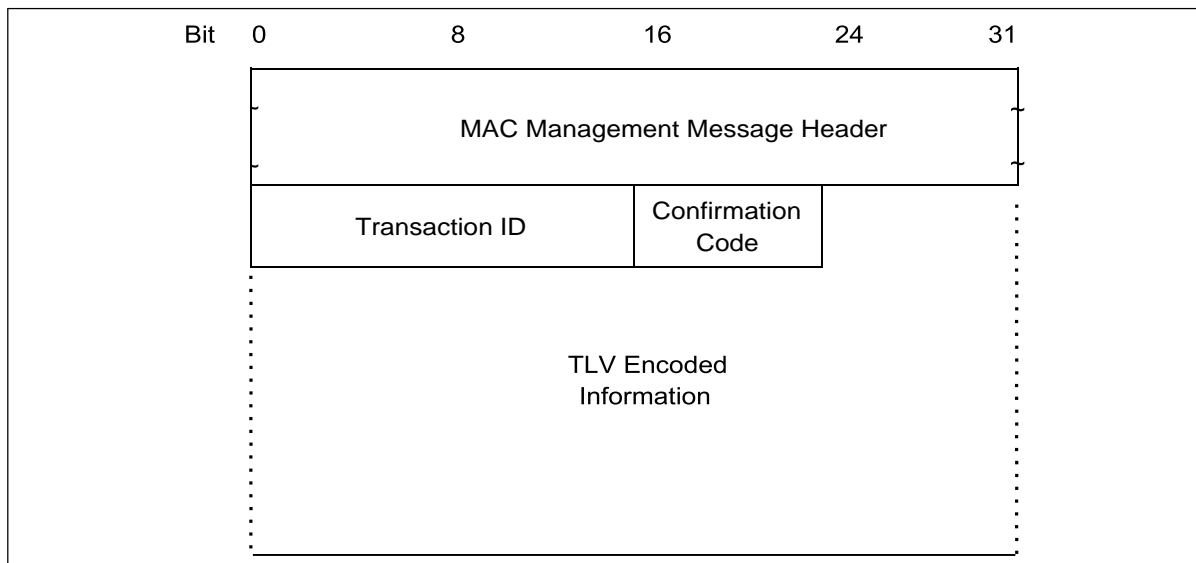 Bit 0 8 16 24 31
MAC Management Message Header
Transaction ID
Confirmation
Code
TLV Encoded
Information